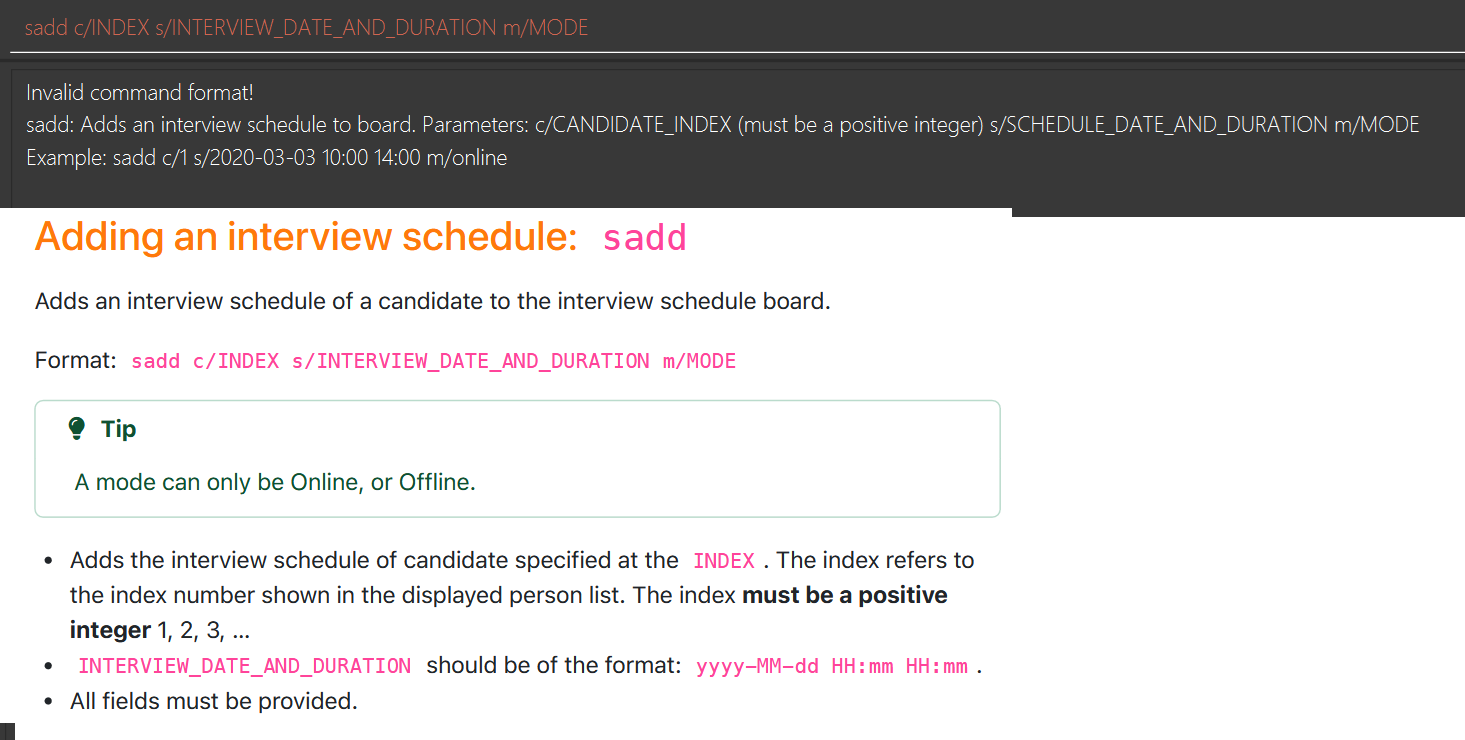 sadd c/INDEX s/INTERVIEW_DATE_AND_DURATION m/MODE
Invalid command format!
sadd: Adds an interview schedule to board. Parameters: c/CANDIDATE_INDEX (must be a positive integer) s/SCHEDULE_DATE_AND_DURATION m/MODE
Example: sadd c/1 s/2020-03-03 10:00 14:00 m/online
Adding an interview schedule: sadd
Adds an interview schedule of a candidate to the interview schedule board.
Format: sadd c/INDEX s/INTERVIEW_DATE_AND_DURATION m/MODE
Tip
A mode can only be Online, or Offline.
• Adds the interview schedule of candidate specified at the INDEX . The index refers to
the index number shown in the displayed person list. The index must be a positive
integer 1, 2, 3, …
• INTERVIEW_DATE_AND_DURATION should be of the format: yyyy-MM-dd HH:mm HH:mm .
• All fields must be provided.